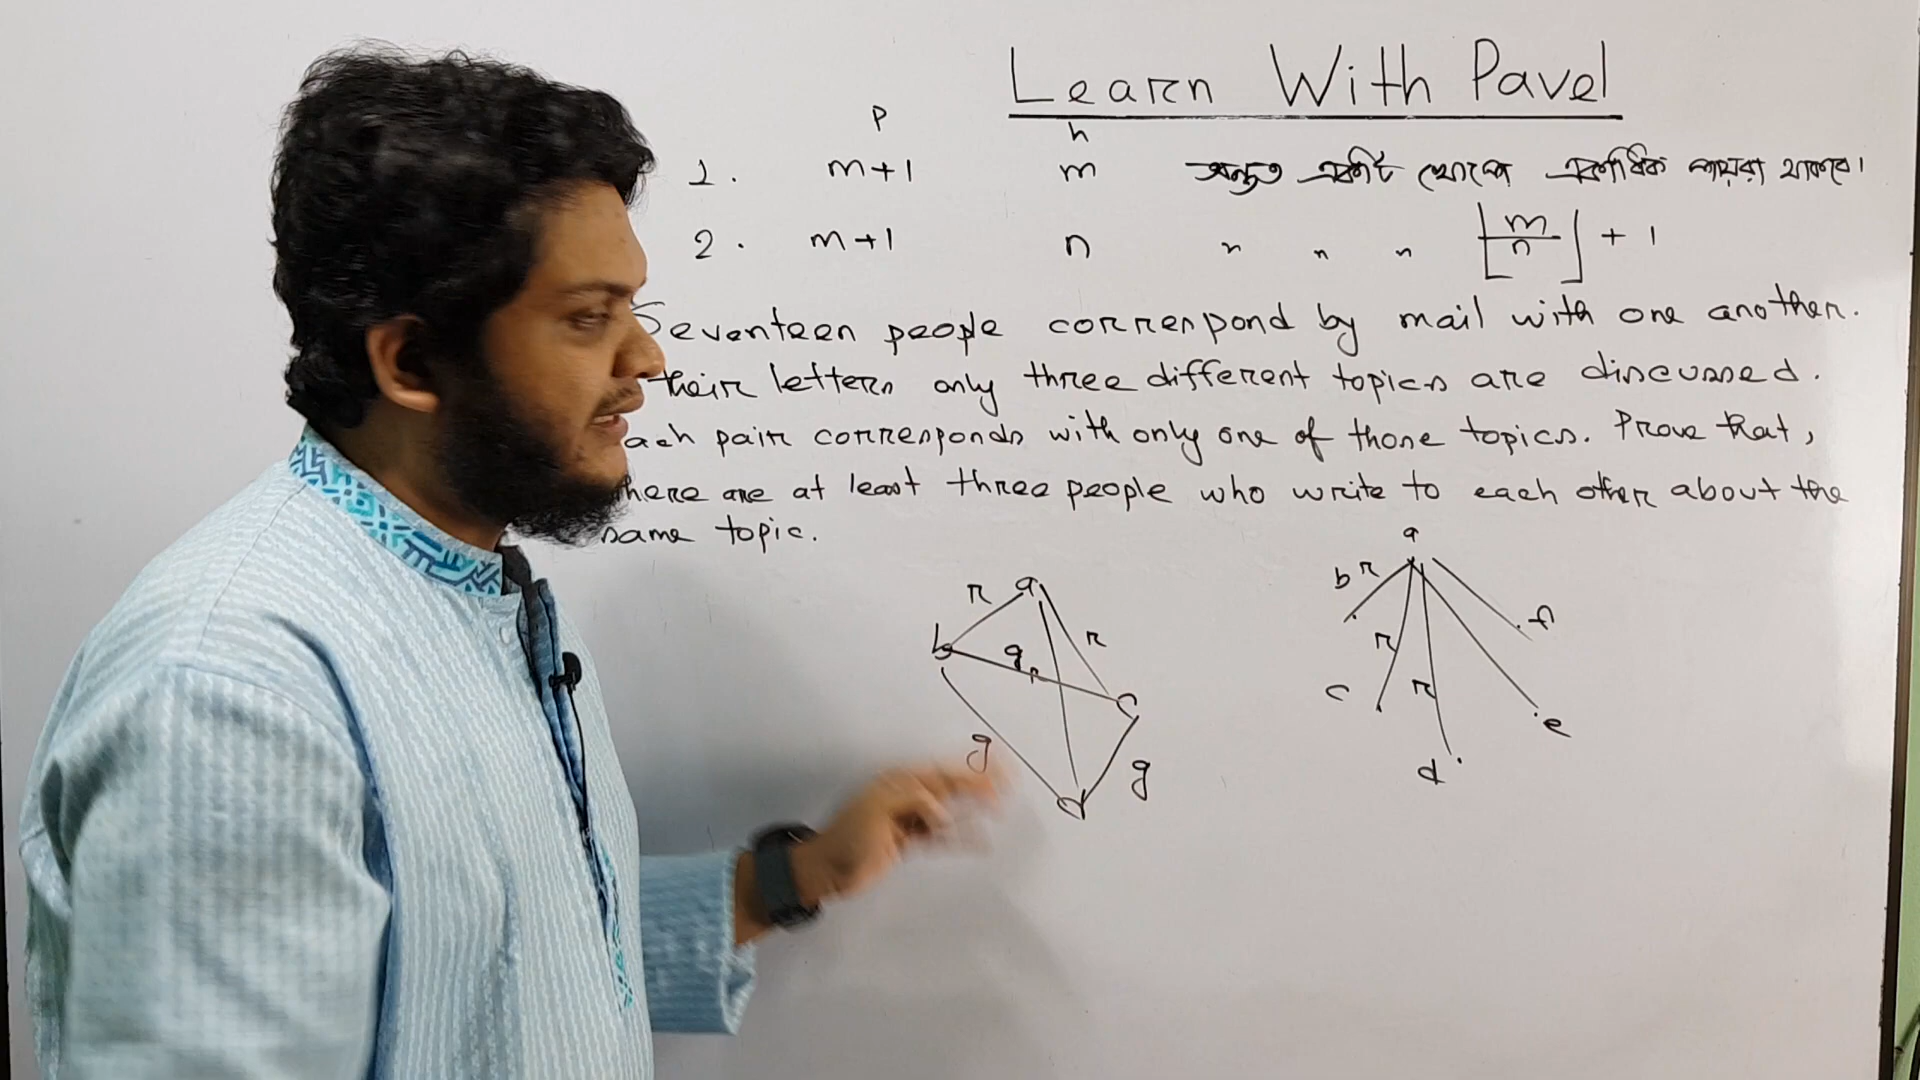 Learn With Pavel
P h
1. m+1 m অন্তত একটি খোপে একাধিক পায়রা থাকবে।
2. m+1 n " " " ⌊m/n⌋ + 1
Seventeen people correspond by mail with one another.
their letters only three different topics are discussed.
ach pair corresponds with only one of those topics. Prove that,
here are at least three people who write to each other about the
same topic.
a
r a b r f
b g r r r
r c r e
c d
g g
d